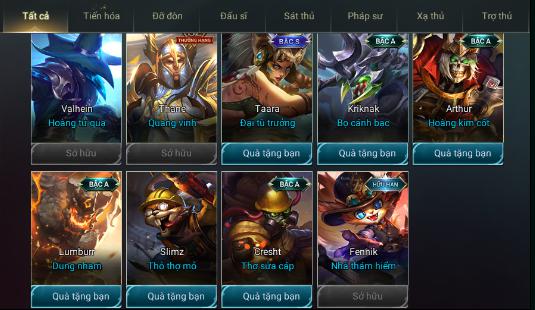 Tất cả Tiến hóa Đỡ đòn Đấu sĩ Sát thủ Pháp sư Xạ thủ Trợ thủ
THƯỞNG HẠNG BẬC S BẬC A BẬC A
Valhein Thane Taara Kriknak Arthur
Hoàng tử quạ Quang vinh Đại tù trưởng Bọ cánh bạc Hoàng kim cốt
Sở hữu Sở hữu Quà tặng bạn Quà tặng bạn Quà tặng bạn
BẬC A BẬC A HỮU HẠN
Lumburr Slimz Cresht Fennik
Dung nham Thỏ thợ mỏ Thợ sửa cáp Nhà thám hiểm
Quà tặng bạn Quà tặng bạn Quà tặng bạn Sở hữu